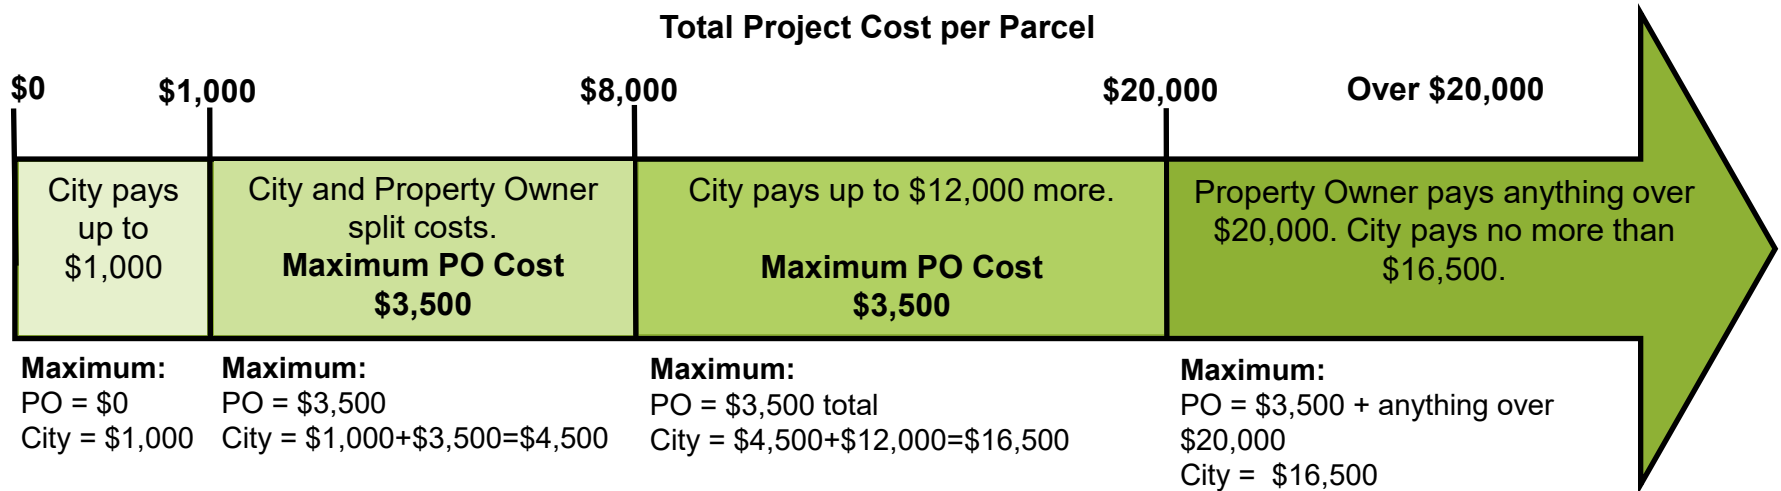 Total Project Cost per Parcel
$0
$1,000
$8,000
$20,000
Over $20,000
City pays
up to
$1,000
City and Property Owner
split costs.
Maximum PO Cost
$3,500
City pays up to $12,000 more.
Maximum PO Cost
$3,500
Property Owner pays anything over
$20,000. City pays no more than
$16,500.
Maximum:
PO = $0
City = $1,000
Maximum:
PO = $3,500
City = $1,000+$3,500=$4,500
Maximum:
PO = $3,500 total
City = $4,500+$12,000=$16,500
Maximum:
PO = $3,500 + anything over
$20,000
City = $16,500